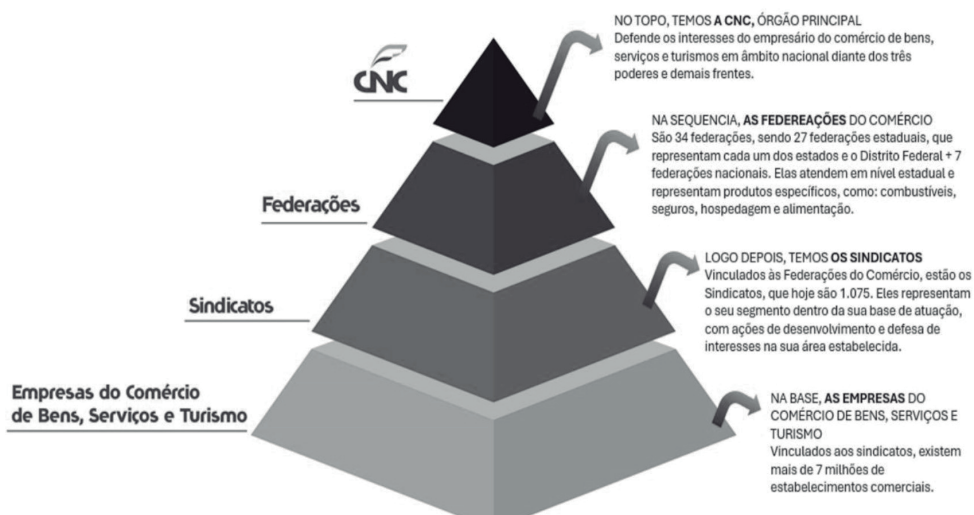 NO TOPO, TEMOS A CNC, ÓRGÃO PRINCIPAL
Defende os interesses do empresário do comércio de bens,
serviços e turismos em âmbito nacional diante dos três
poderes e demais frentes.
CNC
NA SEQUENCIA, AS FEDEREAÇÕES DO COMÉRCIO
São 34 federações, sendo 27 federações estaduais, que
representam cada um dos estados e o Distrito Federal + 7
federações nacionais. Elas atendem em nível estadual e
representam produtos específicos, como: combustíveis,
seguros, hospedagem e alimentação.
Federações
LOGO DEPOIS, TEMOS OS SINDICATOS
Vinculados às Federações do Comércio, estão os
Sindicatos, que hoje são 1.075. Eles representam
o seu segmento dentro da sua base de atuação,
com ações de desenvolvimento e defesa de
interesses na sua área estabelecida.
Sindicatos
Empresas do Comércio
de Bens, Serviços e Turismo
NA BASE, AS EMPRESAS DO
COMÉRCIO DE BENS, SERVIÇOS E
TURISMO
Vinculados aos sindicatos, existem
mais de 7 milhões de
estabelecimentos comerciais.